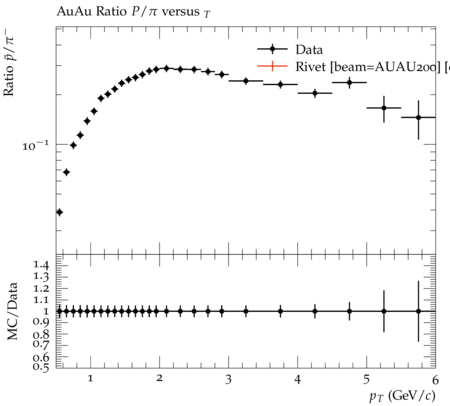 AuAu Ratio P/π versus T
Ratio p̄/π⁻
Data
Rivet [beam=AUAU200] [
10⁻¹
MC/Data
1.4
1.3
1.2
1.1
1
0.9
0.8
0.7
0.6
0.5
1 2 3 4 5 6
pT (GeV/c)